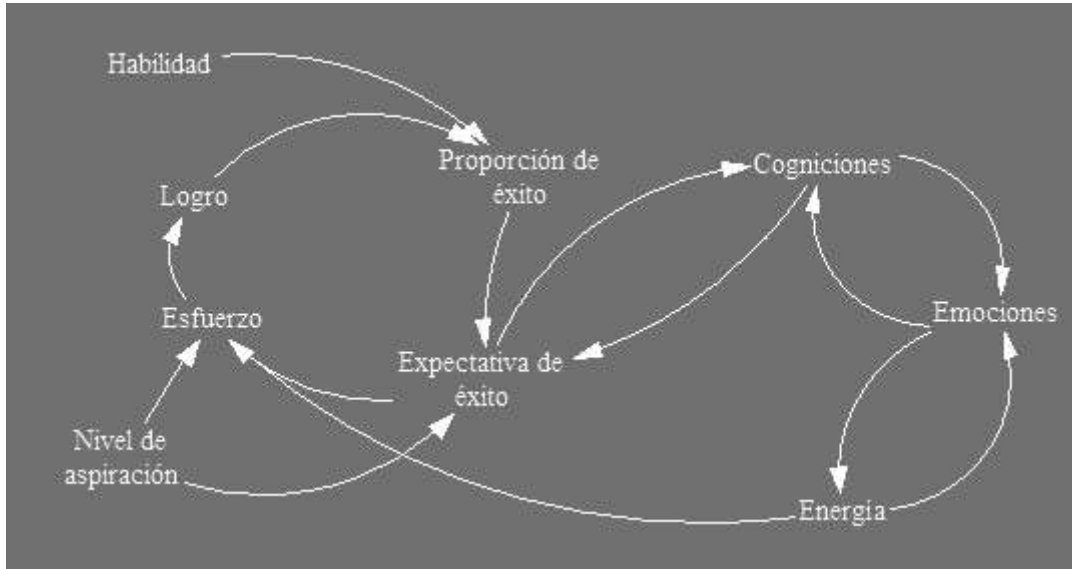 Habilidad
Proporción de
éxito
Cogniciones
Logro
Emociones
Esfuerzo
Expectativa de
éxito
Nivel de
aspiración
Energía